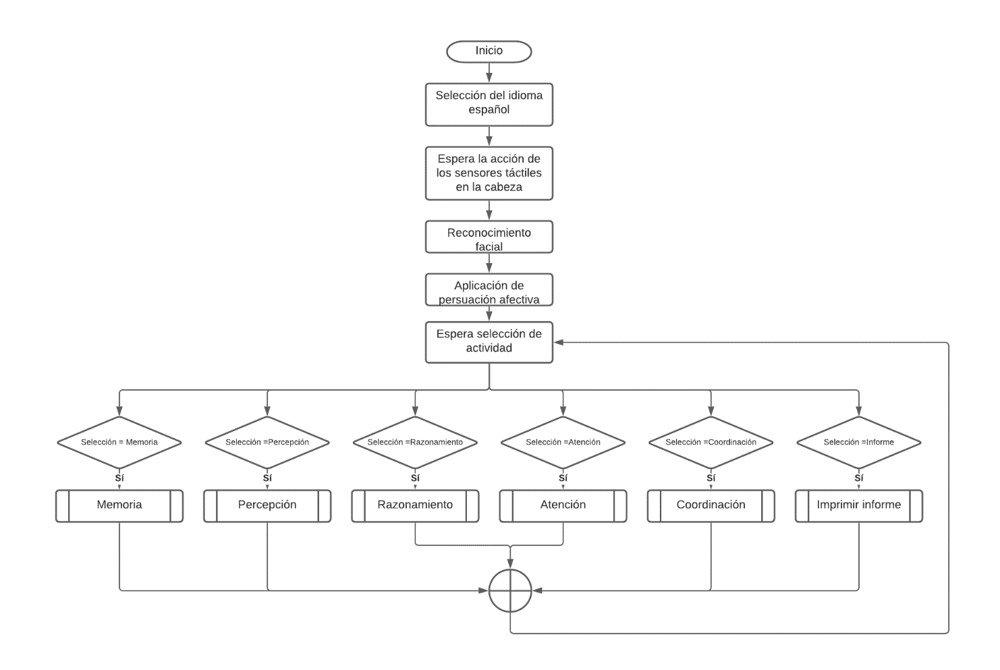 Inicio
Selección del idioma
español
Espera la acción de
los sensores táctiles
en la cabeza
Reconocimiento
facial
Aplicación de
persuación afectiva
Espera selección de
actividad
Selección = Memoria
Selección =Percepción
Selección =Razonamiento
Selección =Atención
Selección =Coordinación
Selección =Informe
Sí
Sí
Sí
Sí
Sí
Sí
Memoria
Percepción
Razonamiento
Atención
Coordinación
Imprimir informe